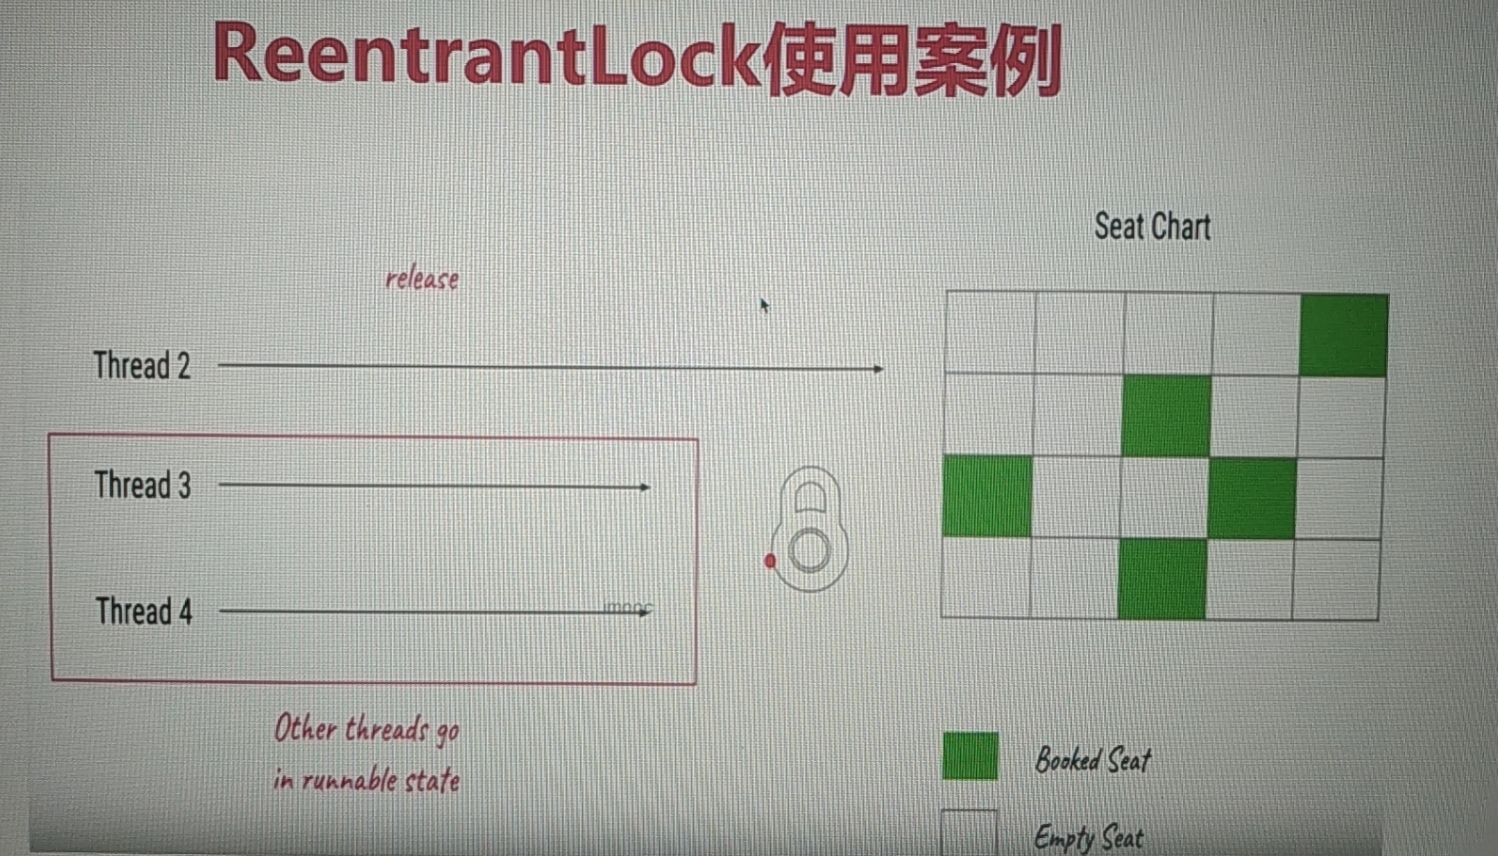 ReentrantLock使用案例
Seat Chart
release
Thread 2
Thread 3
Thread 4
imooc
Other threads go
in runnable state
Booked Seat
Empty Seat